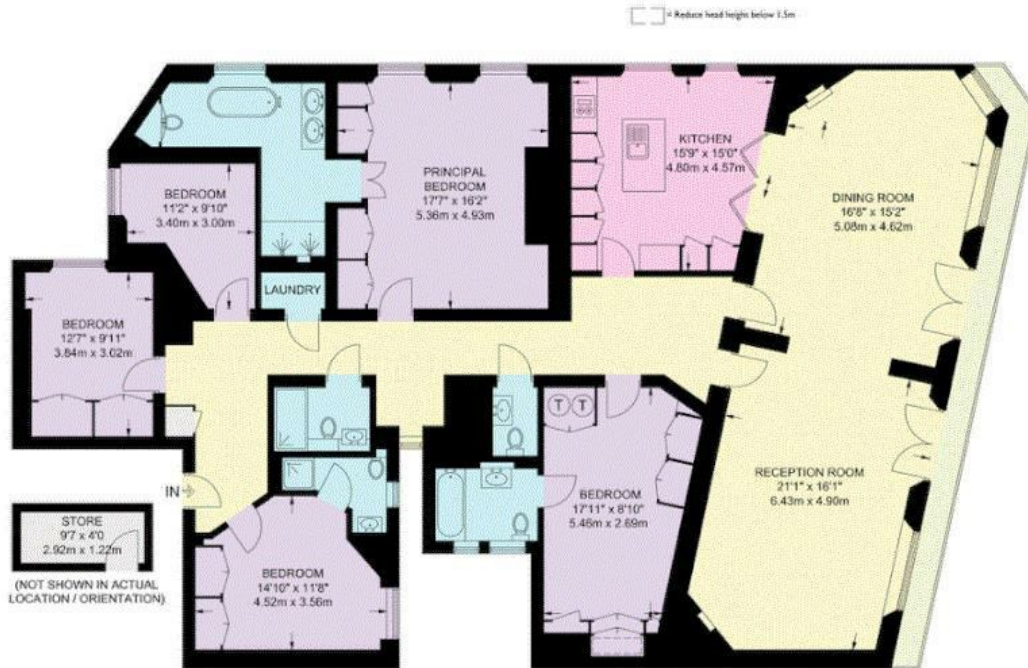 = Reduce head height below 1.5m
KITCHEN
15'9" x 15'0"
4.80m x 4.57m
PRINCIPAL
BEDROOM
17'7" x 16'2"
5.36m x 4.93m
BEDROOM
11'2" x 9'10"
3.40m x 3.00m
DINING ROOM
16'8" x 15'2"
5.08m x 4.62m
LAUNDRY
BEDROOM
12'7" x 9'11"
3.84m x 3.02m
T T
RECEPTION ROOM
21'1" x 16'1"
6.43m x 4.90m
IN
BEDROOM
17'11" x 8'10"
5.46m x 2.69m
STORE
9'7 x 4'0
2.92m x 1.22m
(NOT SHOWN IN ACTUAL
LOCATION / ORIENTATION)
BEDROOM
14'10" x 11'8"
4.52m x 3.56m